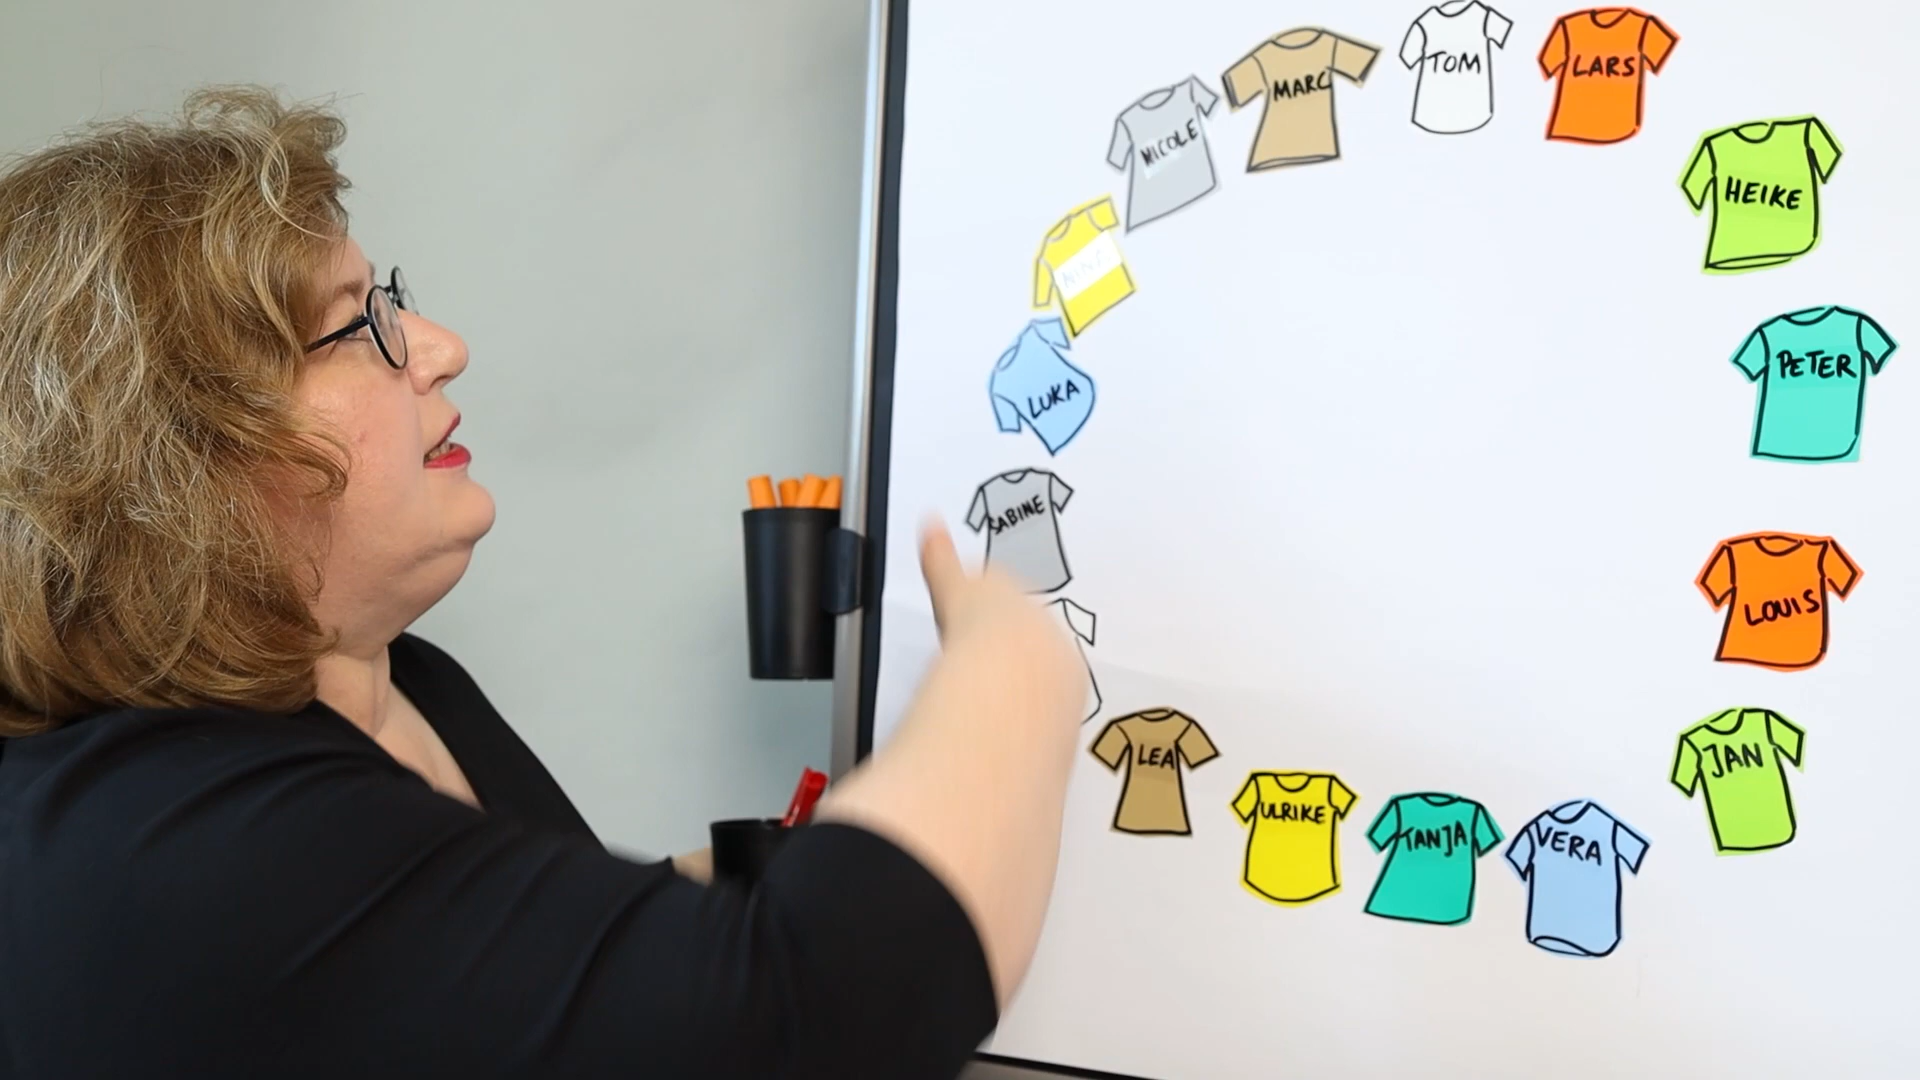 TOM
LARS
MARC
NICOLE
HEIKE
PETER
LUKA
SABINE
LOUIS
JAN
LEA
ULRIKE
TANJA
VERA